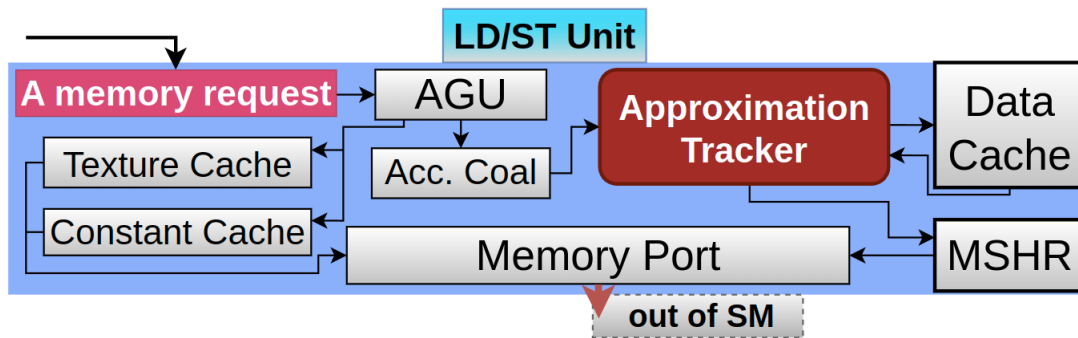 LD/ST Unit
A memory request
AGU
Approximation
Tracker
Data
Cache
Texture Cache
Acc. Coal
Constant Cache
Memory Port
MSHR
out of SM